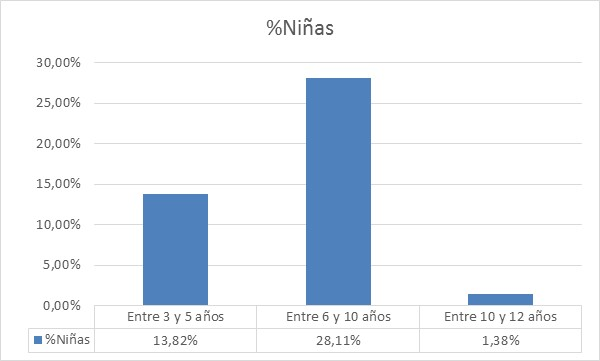 %Niñas
30,00%
25,00%
20,00%
15,00%
10,00%
5,00%
0,00%
Entre 3 y 5 años Entre 6 y 10 años Entre 10 y 12 años
%Niñas 13,82% 28,11% 1,38%